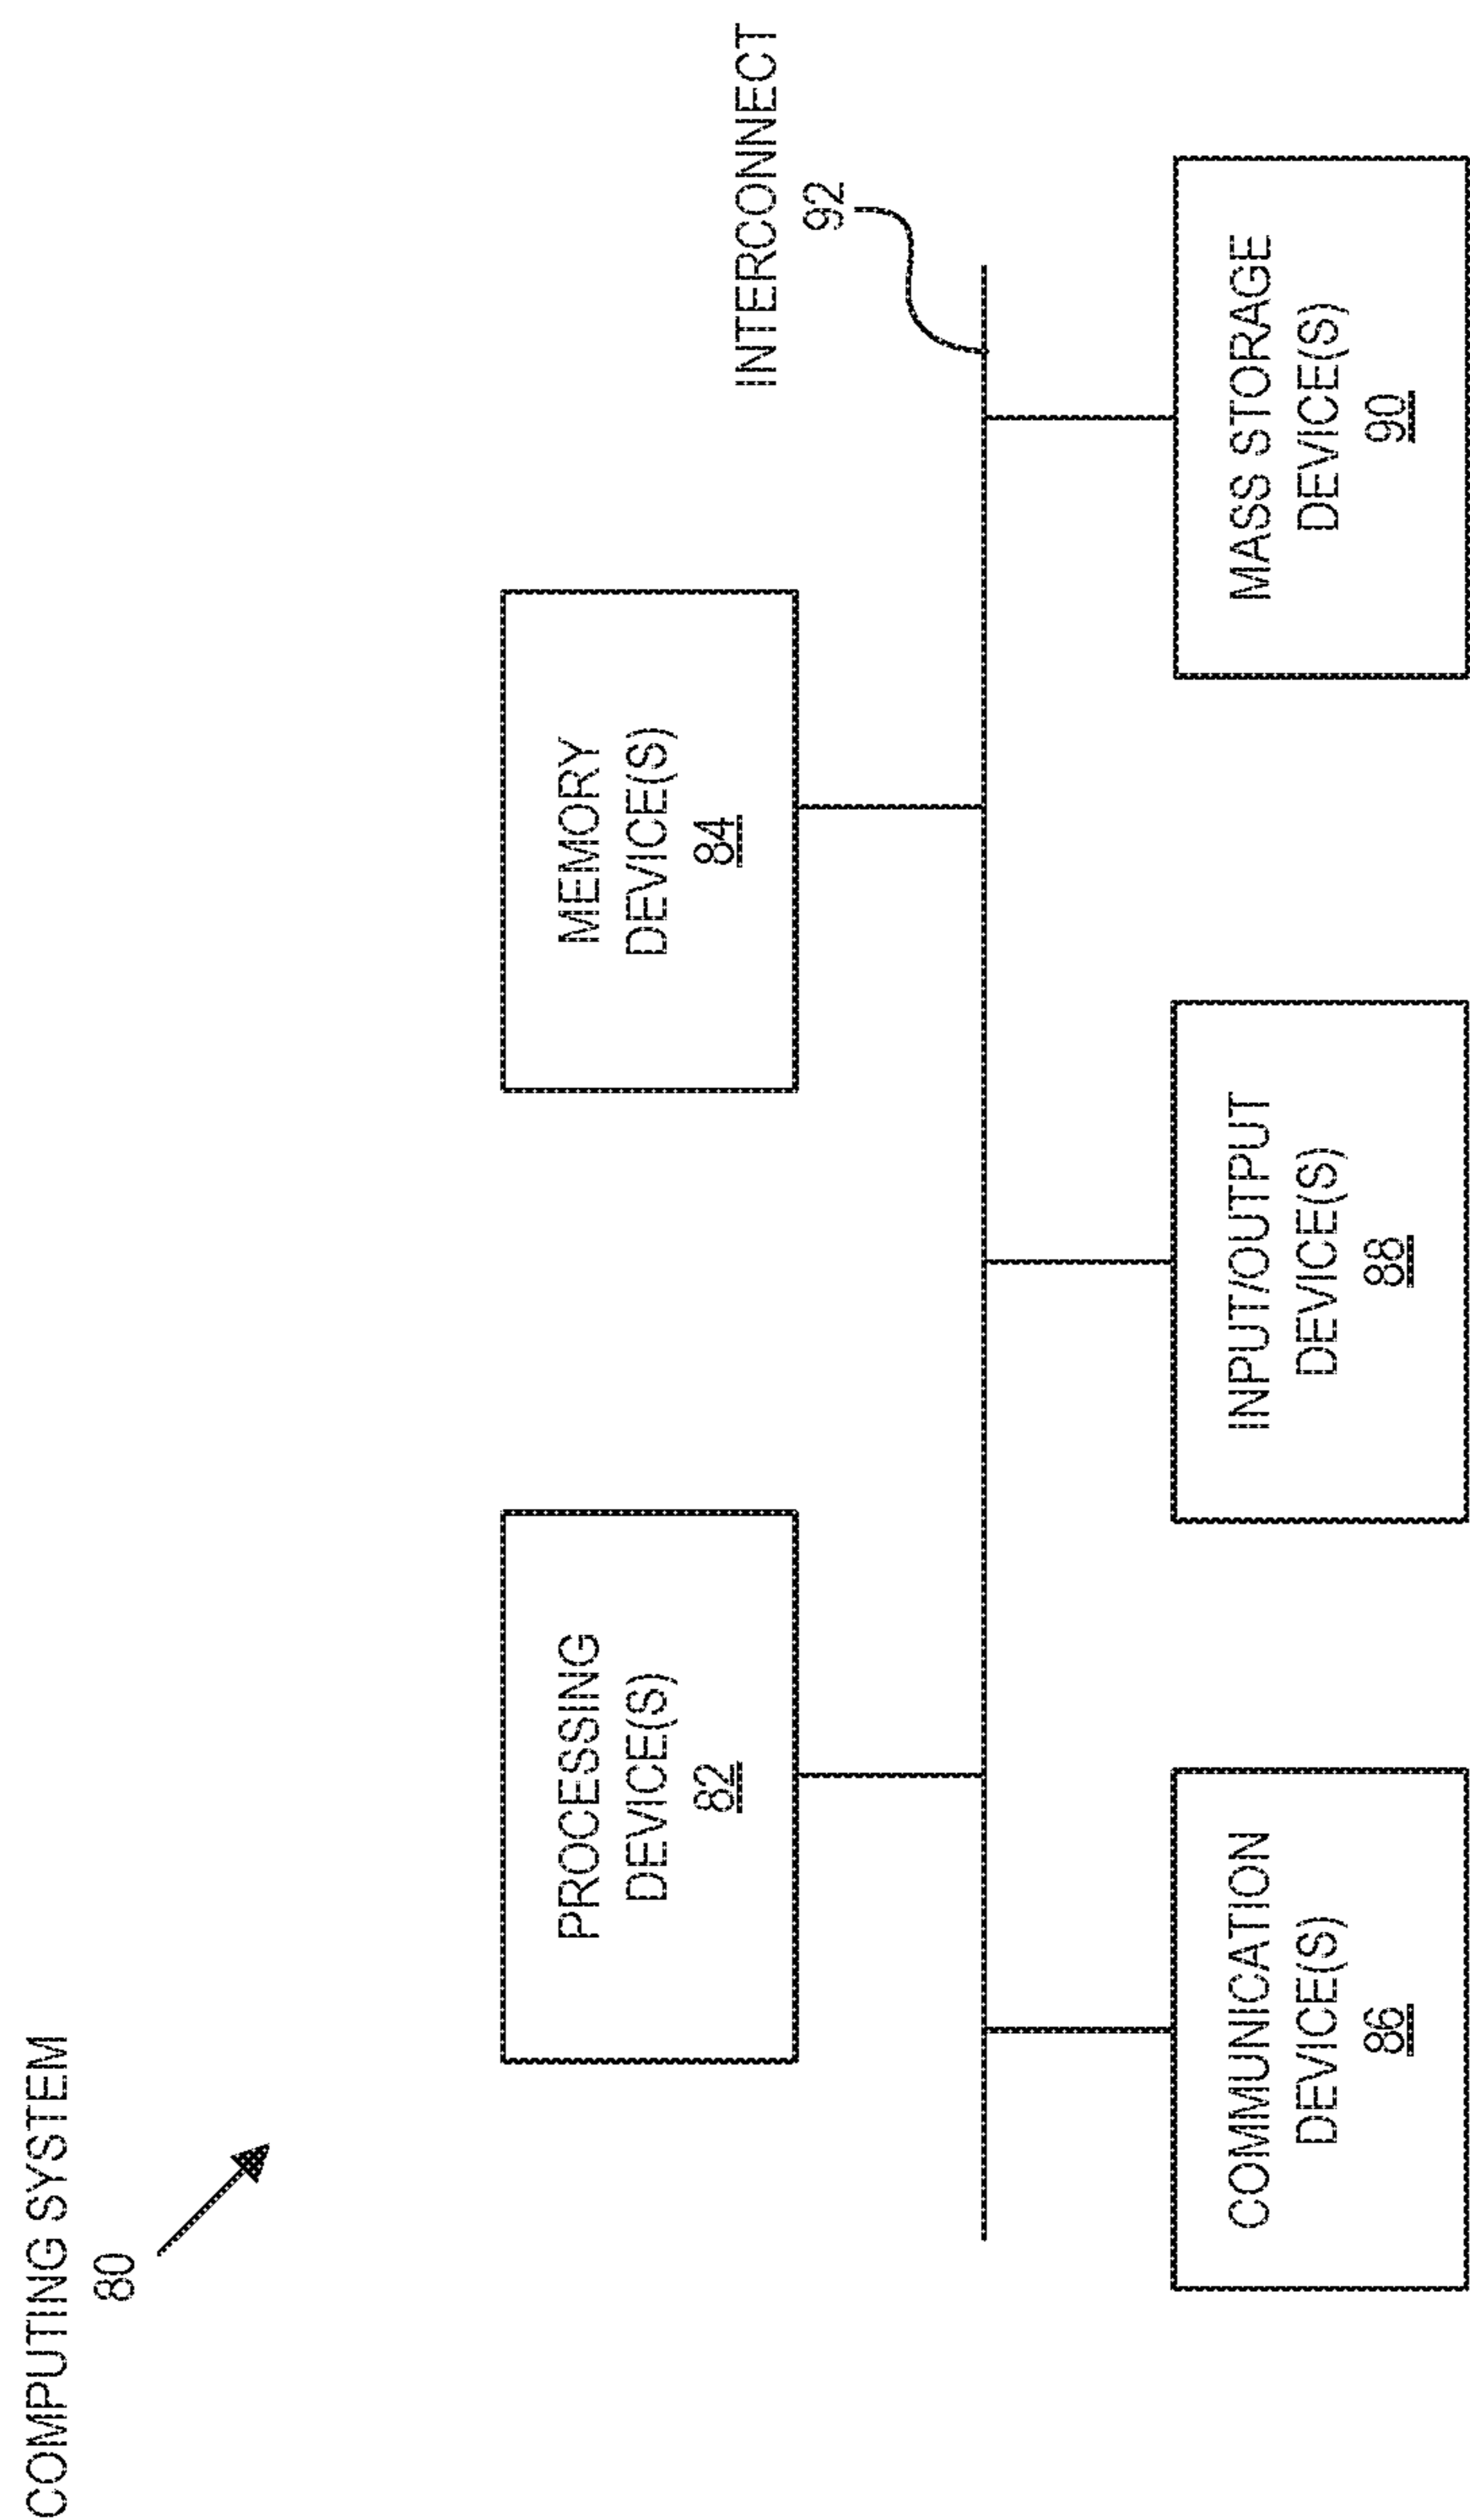 COMPUTING SYSTEM
80
PROCESSING
DEVICE(S)
82
MEMORY
DEVICE(S)
84
INTERCONNECT
92
COMMUNICATION
DEVICE(S)
86
INPUT/OUTPUT
DEVICE(S)
88
MASS STORAGE
DEVICE(S)
90